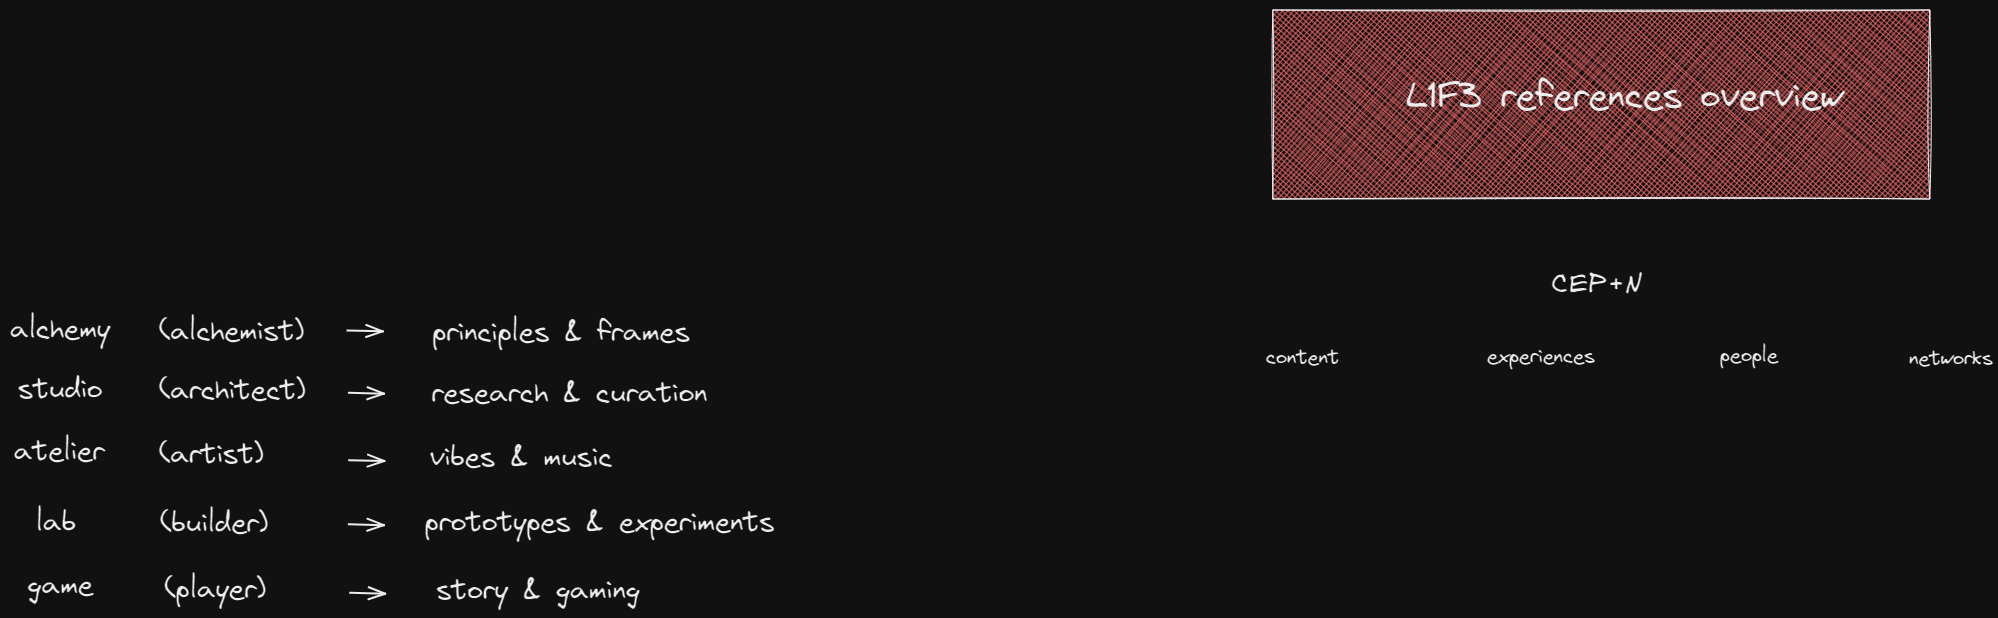 L1F3 references overview
CEP+N
content experiences people networks
alchemy (alchemist) → principles & frames
studio (architect) → research & curation
atelier (artist) → vibes & music
lab (builder) → prototypes & experiments
game (player) → story & gaming